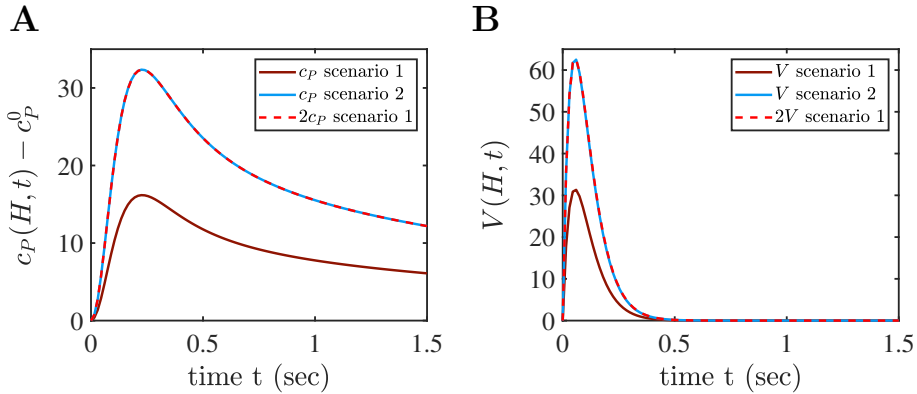 A
c_P(H, t) − c_P^0
30
20
10
0
c_P scenario 1
c_P scenario 2
2c_P scenario 1
0
0.5
1
1.5
time t (sec)
B
V(H, t)
60
50
40
30
20
10
0
V scenario 1
V scenario 2
2V scenario 1
0
0.5
1
1.5
time t (sec)